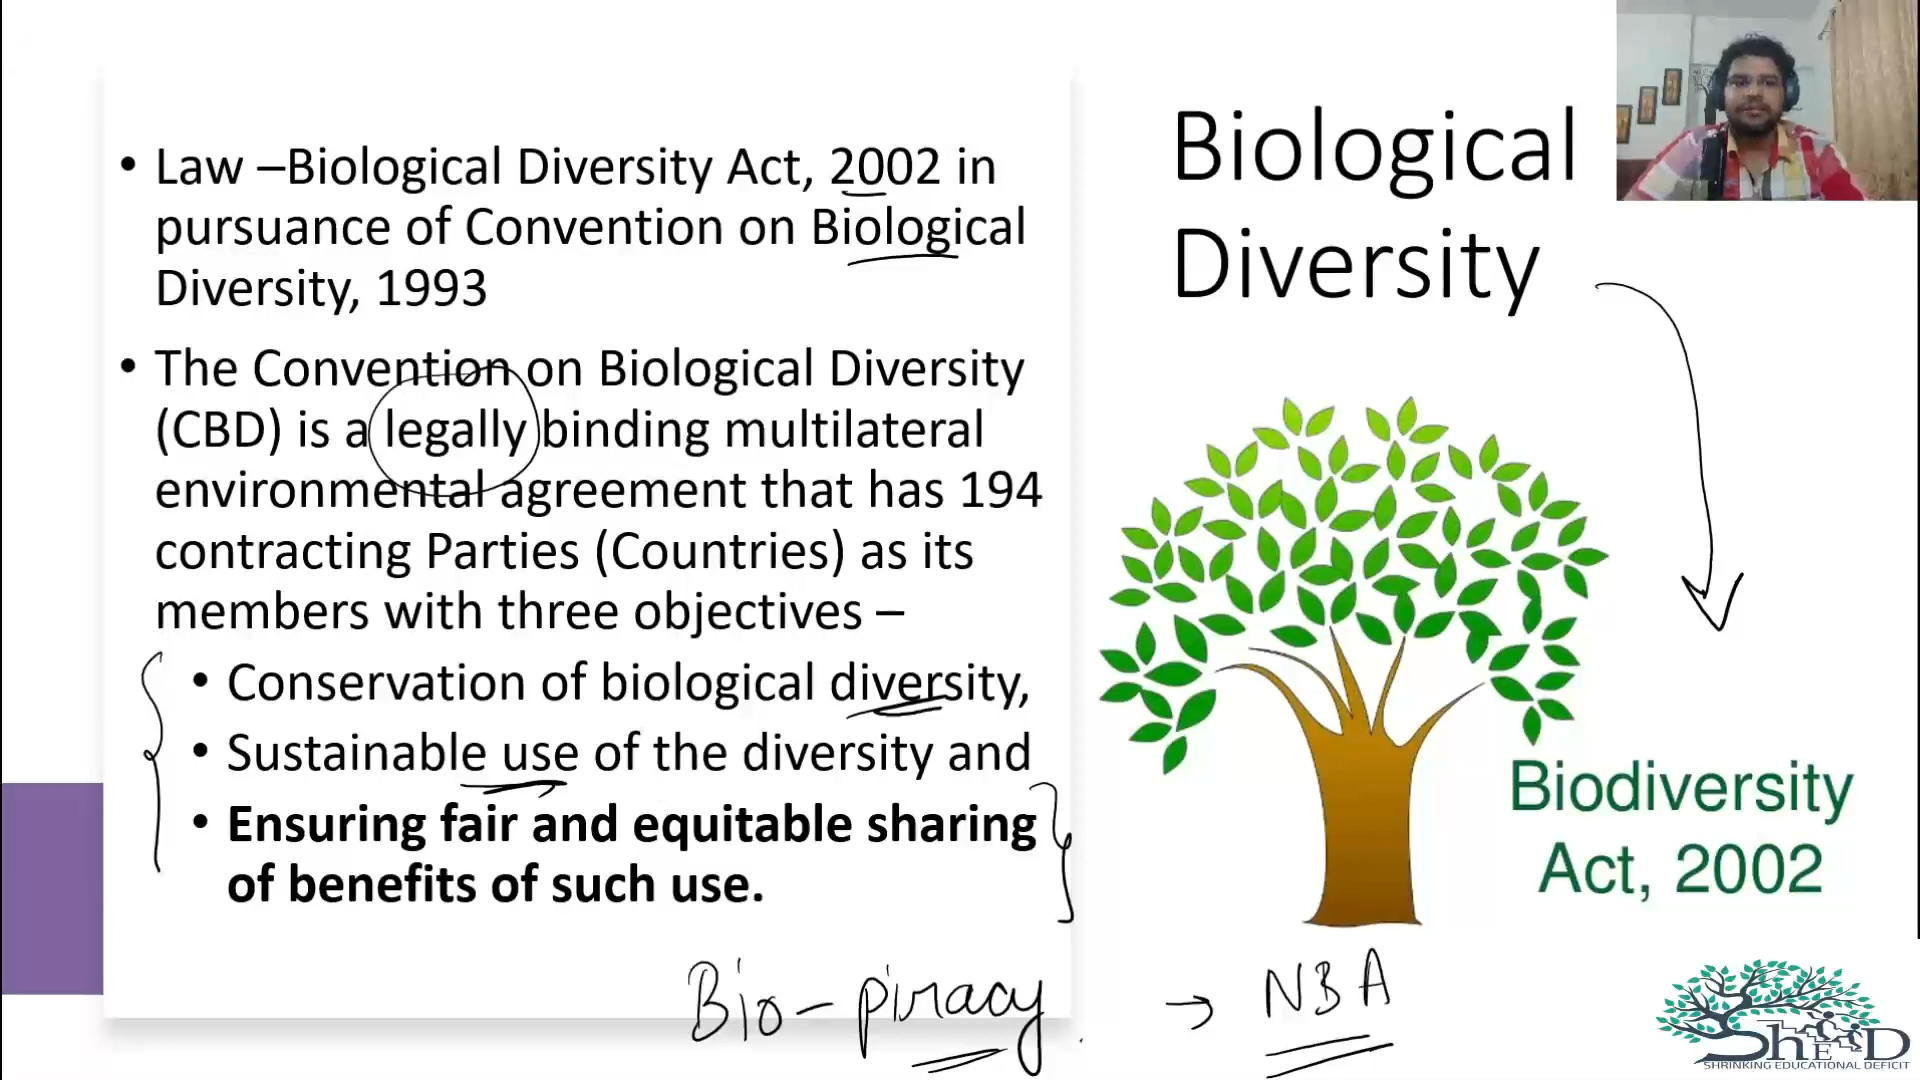 • Law –Biological Diversity Act, 2002 in
pursuance of Convention on Biological
Diversity, 1993
• The Convention on Biological Diversity
(CBD) is a legally binding multilateral
environmental agreement that has 194
contracting Parties (Countries) as its
members with three objectives –
• Conservation of biological diversity,
• Sustainable use of the diversity and
• Ensuring fair and equitable sharing
of benefits of such use.
Bio-piracy → NBA
Biological
Diversity
Biodiversity
Act, 2002
ShED
SHRINKING EDUCATIONAL DEFICIT